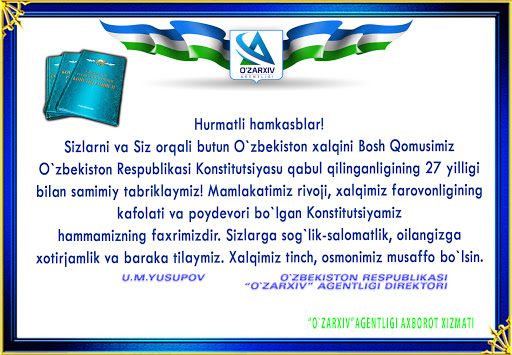 O'ZARXIV
AGENTLIGI
Hurmatli hamkasblar!
Sizlarni va Siz orqali butun O`zbekiston xalqini Bosh Qomusimiz
O`zbekiston Respublikasi Konstitutsiyasu qabul qilinganligining 27 yilligi
bilan samimiy tabriklaymiz! Mamlakatimiz rivoji, xalqimiz farovonligining
kafolati va poydevori bo`lgan Konstitutsiyamiz
hammamizning faxrimizdir. Sizlarga sog`lik-salomatlik, oilangizga
xotirjamlik va baraka tilaymiz. Xalqimiz tinch, osmonimiz musaffo bo`lsin.
U.M.YUSUPOV
O`ZBEKISTON RESPUBLIKASI
"O`ZARXIV" AGENTLIGI DIREKTORI
"O`ZARXIV"AGENTLIGI AXBOROT XIZMATI